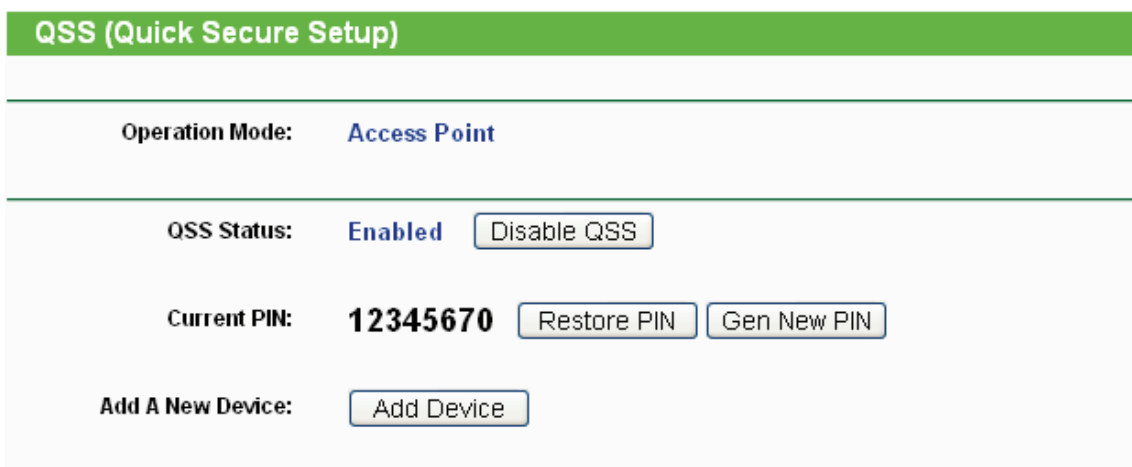 QSS (Quick Secure Setup)
Operation Mode: Access Point
QSS Status: Enabled Disable QSS
Current PIN: 12345670 Restore PIN Gen New PIN
Add A New Device: Add Device